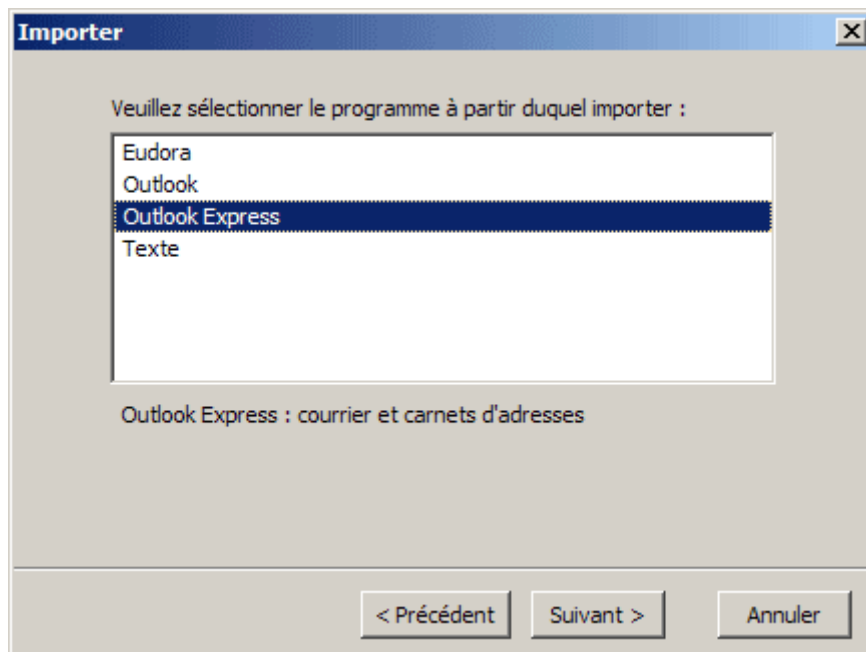 Importer
Veuillez sélectionner le programme à partir duquel importer :
Eudora
Outlook
Outlook Express
Texte
Outlook Express : courrier et carnets d'adresses
< Précédent Suivant > Annuler